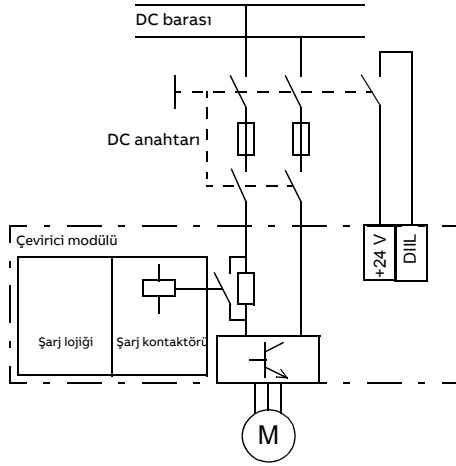 DC barası
DC anahtarı
Çevirici modülü
+24 V
DIIL
Şarj lojiği
Şarj kontaktörü
M